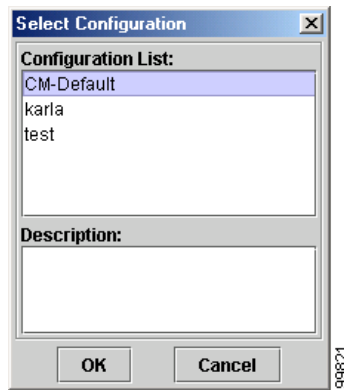 Select Configuration
Configuration List:
CM-Default
karla
test
Description:
OK Cancel
99821